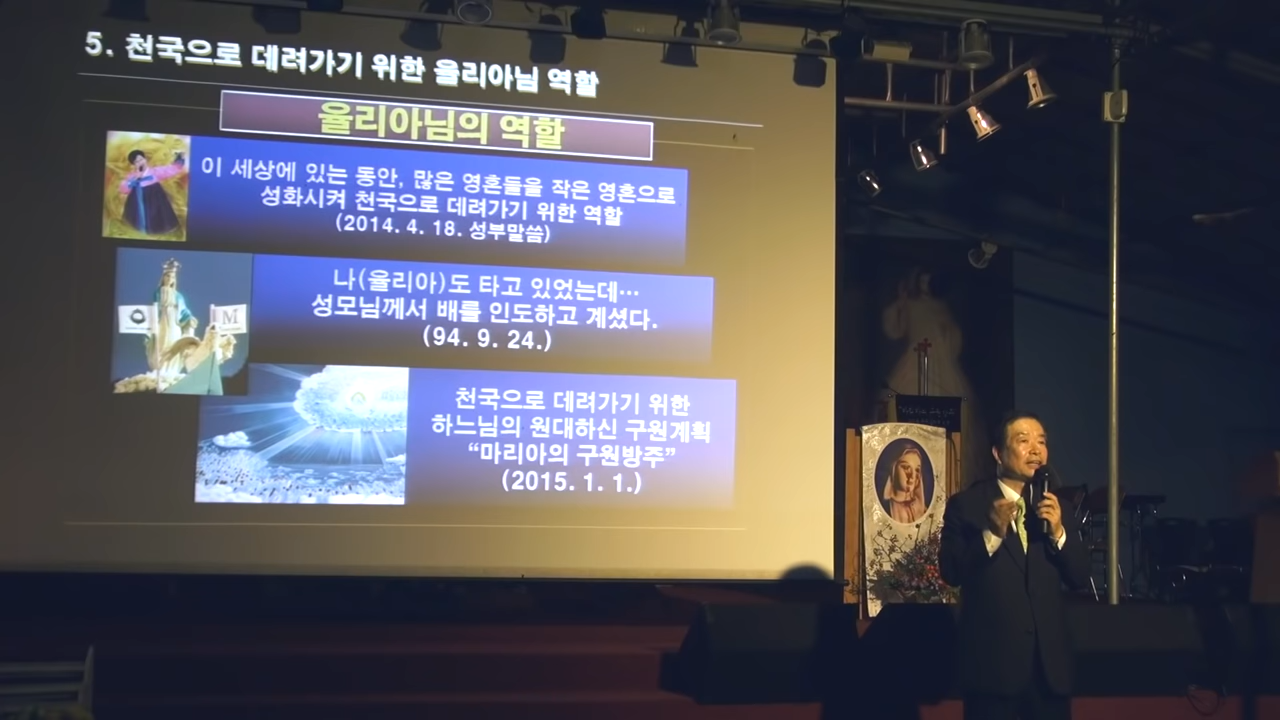 5. 천국으로 데려가기 위한 율리아님 역할
율리아님의 역할
이 세상에 있는 동안, 많은 영혼들을 작은 영혼으로
성화시켜 천국으로 데려가기 위한 역할
(2014. 4. 18. 성부말씀)
나(율리아)도 타고 있었는데…
성모님께서 배를 인도하고 계셨다.
(94. 9. 24.)
M
천국으로 데려가기 위한
하느님의 원대하신 구원계획
“마리아의 구원방주”
(2015. 1. 1.)